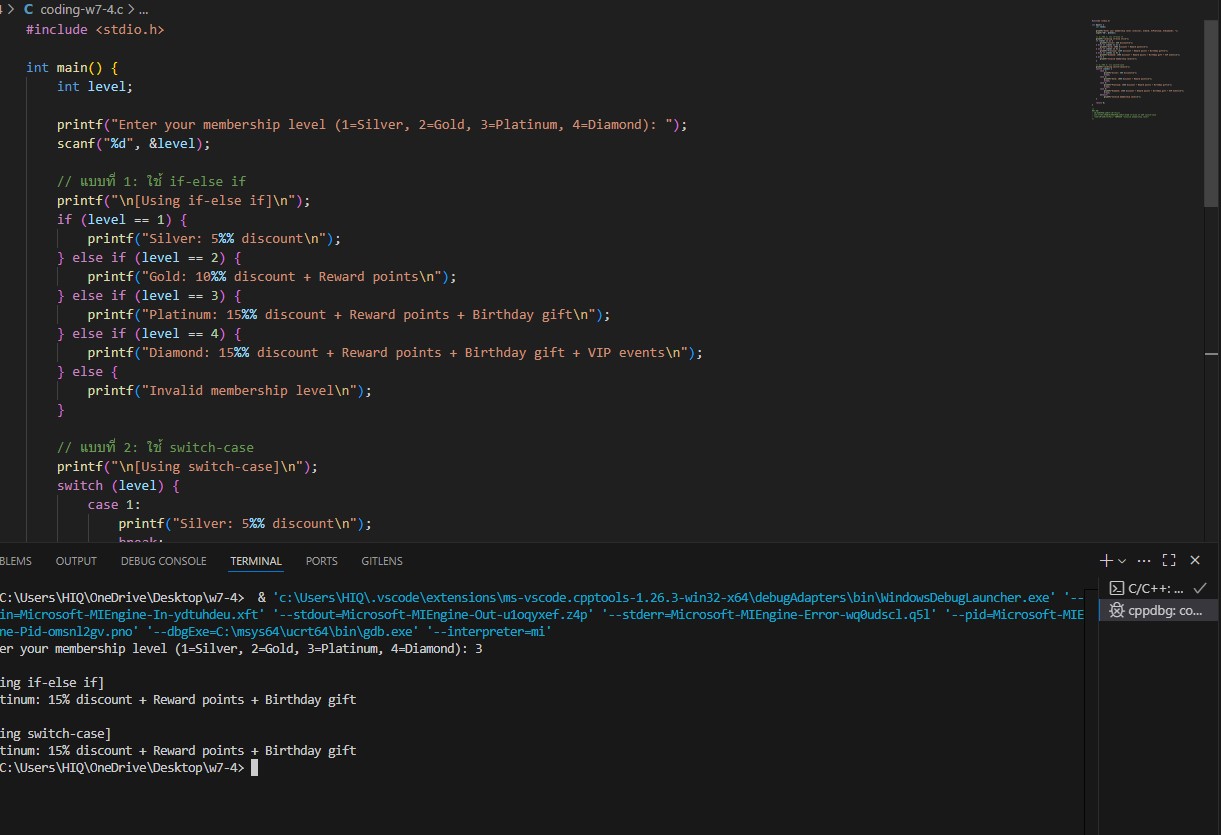 4 > C coding-w7-4.c > ...
#include <stdio.h>
int main() {
int level;
printf("Enter your membership level (1=Silver, 2=Gold, 3=Platinum, 4=Diamond): ");
scanf("%d", &level);
// แบบที่ 1: ใช้ if-else if
printf("\n[Using if-else if]\n");
if (level == 1) {
printf("Silver: 5%% discount\n");
} else if (level == 2) {
printf("Gold: 10%% discount + Reward points\n");
} else if (level == 3) {
printf("Platinum: 15%% discount + Reward points + Birthday gift\n");
} else if (level == 4) {
printf("Diamond: 15%% discount + Reward points + Birthday gift + VIP events\n");
} else {
printf("Invalid membership level\n");
}
// แบบที่ 2: ใช้ switch-case
printf("\n[Using switch-case]\n");
switch (level) {
case 1:
printf("Silver: 5%% discount\n");
break;
BLEMS OUTPUT DEBUG CONSOLE TERMINAL PORTS GITLENS
C:\Users\HIQ\OneDrive\Desktop\w7-4> & 'c:\Users\HIQ\.vscode\extensions\ms-vscode.cpptools-1.26.3-win32-x64\debugAdapters\bin\WindowsDebugLauncher.exe' '--
in=Microsoft-MIEngine-In-ydtuhdeu.xft' '--stdout=Microsoft-MIEngine-Out-u1oqyxef.z4p' '--stderr=Microsoft-MIEngine-Error-wq0udscl.q5l' '--pid=Microsoft-MIE
ne-Pid-omsnl2gv.pno' '--dbgExe=C:\msys64\ucrt64\bin\gdb.exe' '--interpreter=mi'
er your membership level (1=Silver, 2=Gold, 3=Platinum, 4=Diamond): 3
ing if-else if]
tinum: 15% discount + Reward points + Birthday gift
ing switch-case]
tinum: 15% discount + Reward points + Birthday gift
C:\Users\HIQ\OneDrive\Desktop\w7-4>
C/C++: ...
cppdbg: co...